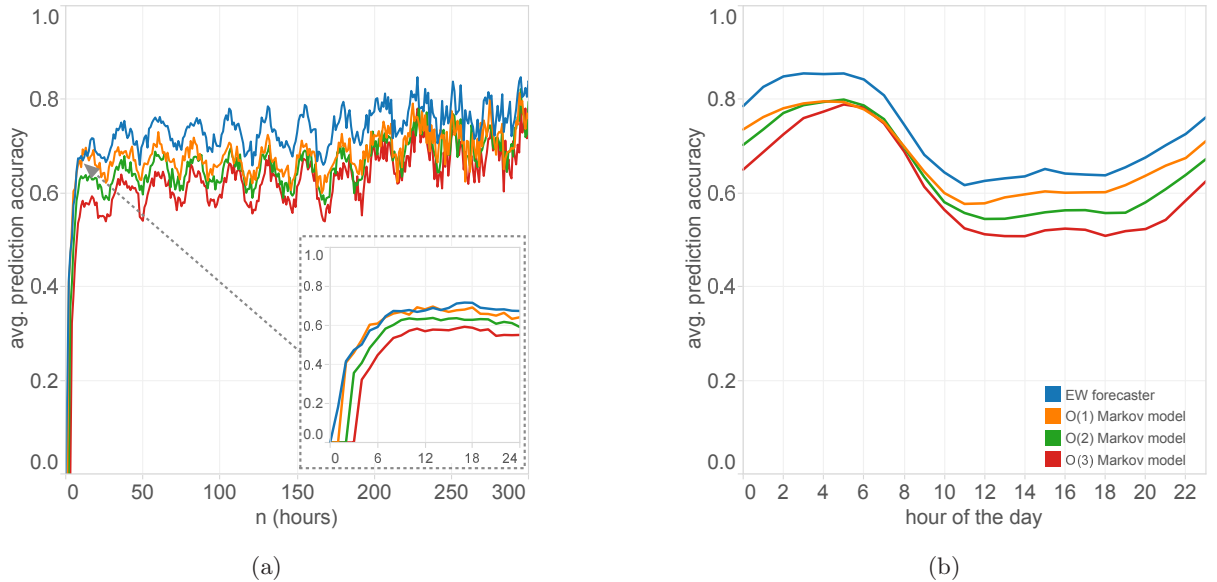 1.0
0.8
0.6
0.4
0.2
0.0
avg. prediction accuracy
0 50 100 150 200 250 300
n (hours)
1.0
0.8
0.6
0.4
0.2
0.0
0 6 12 18 24
(a)
1.0
0.8
0.6
0.4
0.2
0.0
avg. prediction accuracy
EW forecaster
O(1) Markov model
O(2) Markov model
O(3) Markov model
0 2 4 6 8 10 12 14 16 18 20 22
hour of the day
(b)